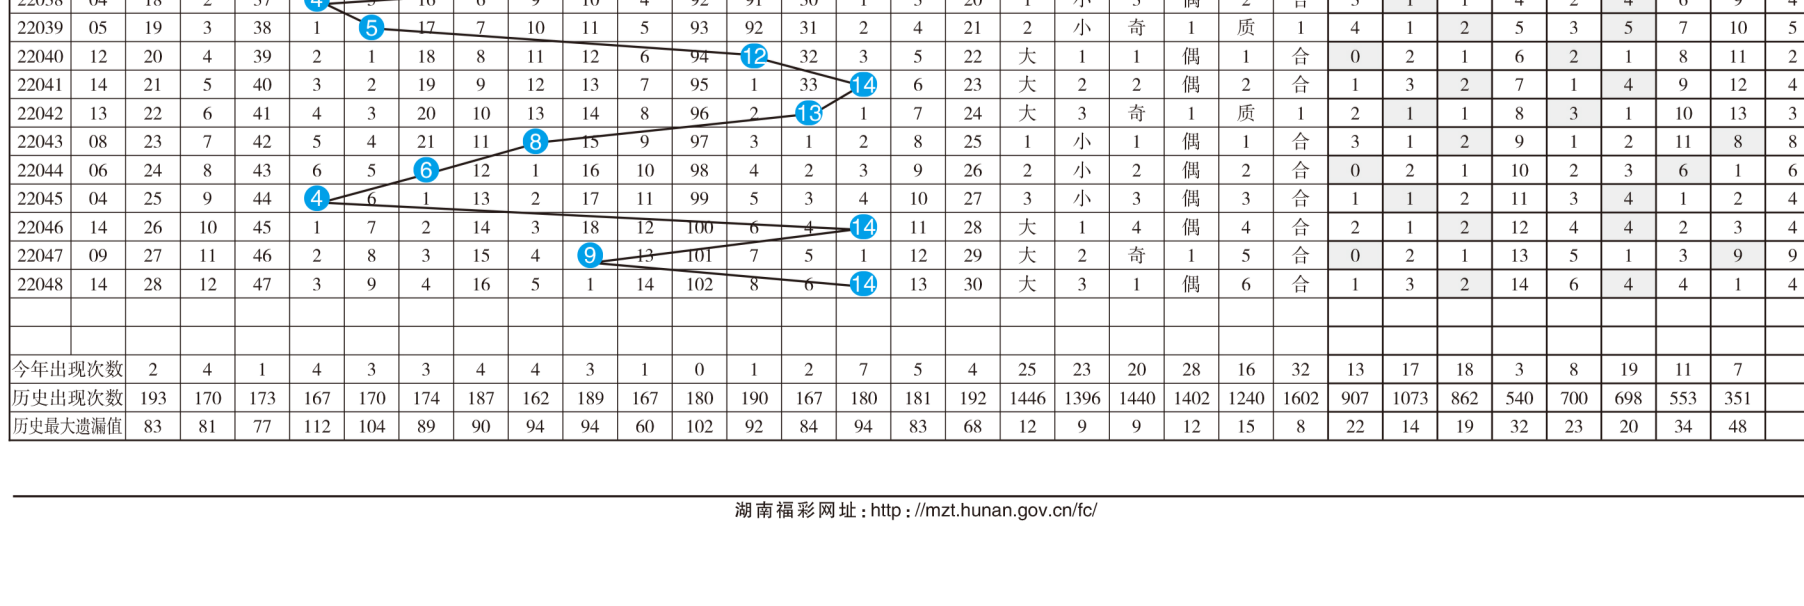 22039 05 19 3 38 1 5 17 7 10 11 5 93 92 31 2 4 21 2 小 奇 1 质 1 4 1 2 5 3 5 7 10 5
22040 12 20 4 39 2 1 18 8 11 12 6 94 12 32 3 5 22 大 1 1 偶 1 合 0 2 1 6 2 1 8 11 2
22041 14 21 5 40 3 2 19 9 12 13 7 95 1 33 14 6 23 大 2 2 偶 2 合 1 3 2 7 1 4 9 12 4
22042 13 22 6 41 4 3 20 10 13 14 8 96 2 13 1 7 24 大 3 奇 1 质 1 2 1 1 8 3 1 10 13 3
22043 08 23 7 42 5 4 21 11 8 15 9 97 3 1 2 8 25 1 小 1 偶 1 合 3 1 2 9 1 2 11 8 8
22044 06 24 8 43 6 5 6 12 1 16 10 98 4 2 3 9 26 2 小 2 偶 2 合 0 2 1 10 2 3 6 1 6
22045 04 25 9 44 4 6 1 13 2 17 11 99 5 3 4 10 27 3 小 3 偶 3 合 1 1 2 11 3 4 1 2 4
22046 14 26 10 45 1 7 2 14 3 18 12 100 6 4 14 11 28 大 1 4 偶 4 合 2 1 2 12 4 4 2 3 4
22047 09 27 11 46 2 8 3 15 4 9 13 101 7 5 1 12 29 大 2 奇 1 5 合 0 2 1 13 5 1 3 9 9
22048 14 28 12 47 3 9 4 16 5 1 14 102 8 6 14 13 30 大 3 1 偶 6 合 1 3 2 14 6 4 4 1 4
今年出现次数 2 4 1 4 3 3 4 4 3 1 0 1 2 7 5 4 25 23 20 28 16 32 13 17 18 3 8 19 11 7
历史出现次数 193 170 173 167 170 174 187 162 189 167 180 190 167 180 181 192 1446 1396 1440 1402 1240 1602 907 1073 862 540 700 698 553 351
历史最大遗漏值 83 81 77 112 104 89 90 94 94 60 102 92 84 94 83 68 12 9 9 12 15 8 22 14 19 32 23 20 34 48
湖南福彩网址:http://mzt.hunan.gov.cn/fc/